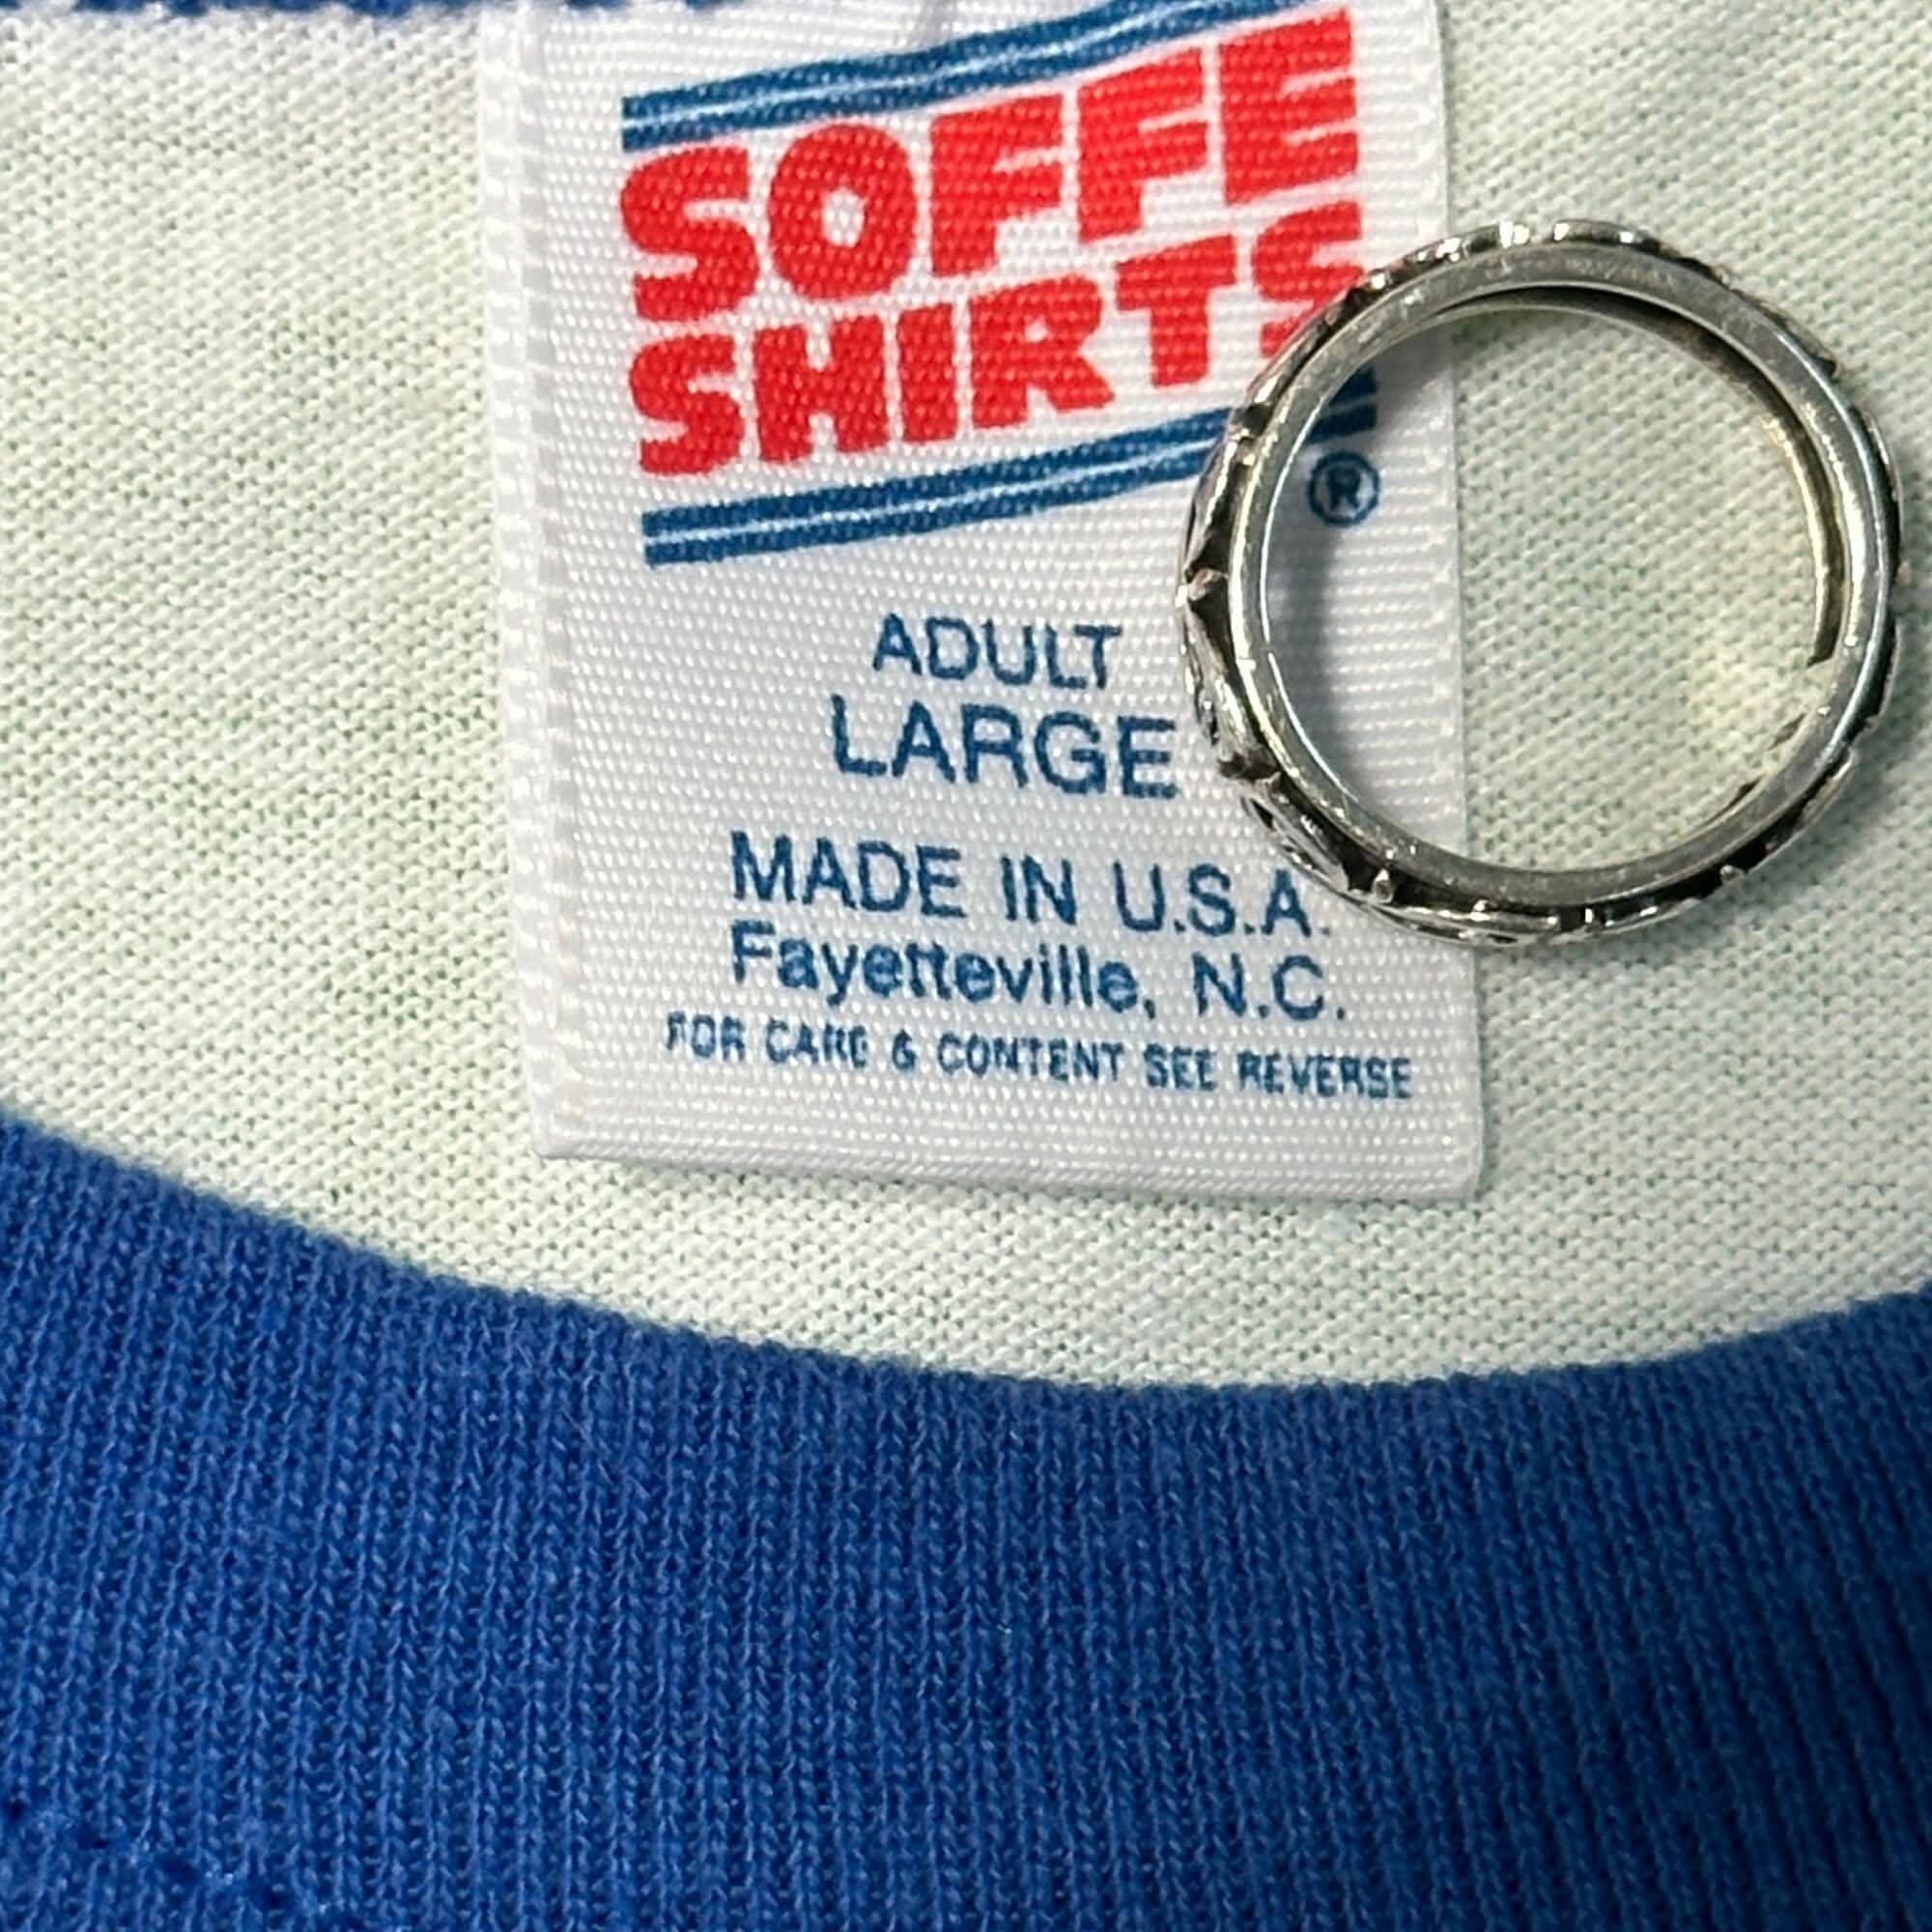 SOFFE
SHIRTS
®
ADULT
LARGE
MADE IN U.S.A.
Fayetteville, N.C.
FOR CARE & CONTENT SEE REVERSE